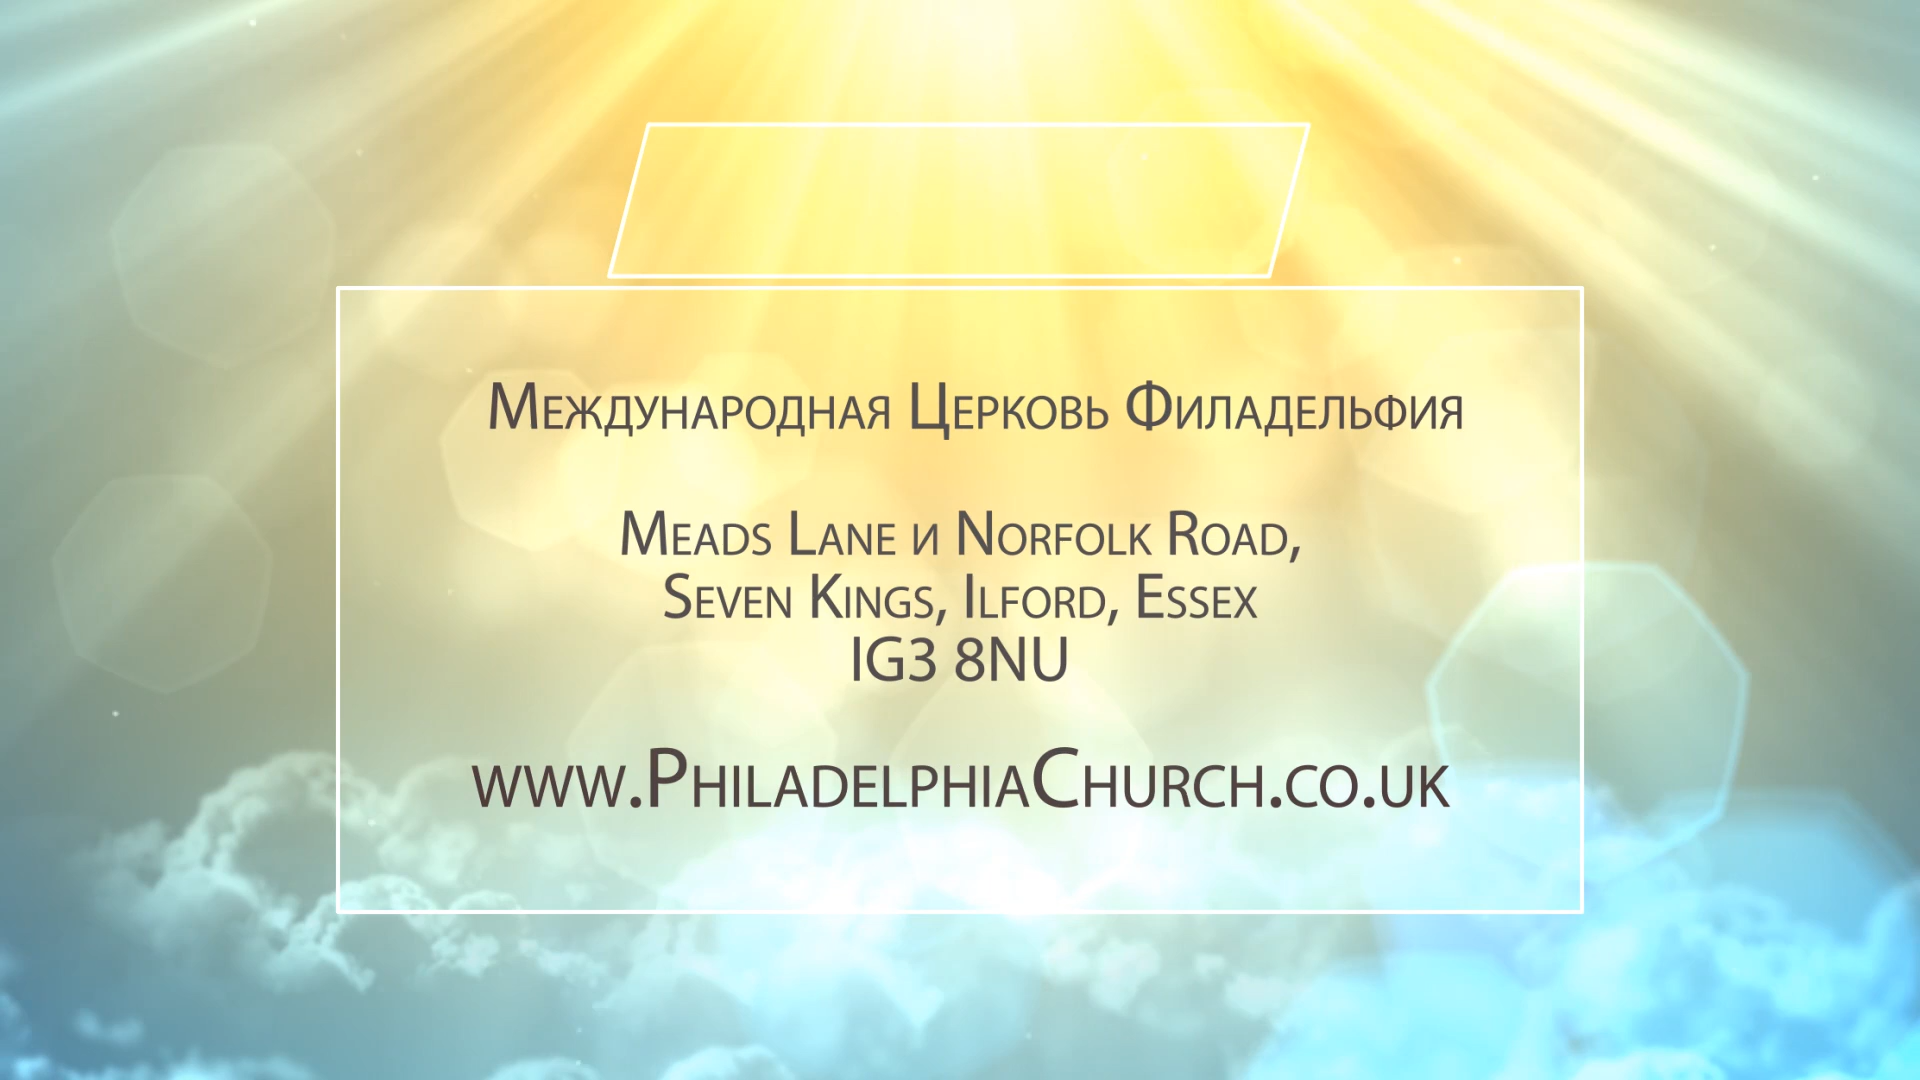 Международная Церковь Филадельфия
Meads Lane и Norfolk Road,
Seven Kings, Ilford, Essex
IG3 8NU
www.PhiladelphiaChurch.co.uk